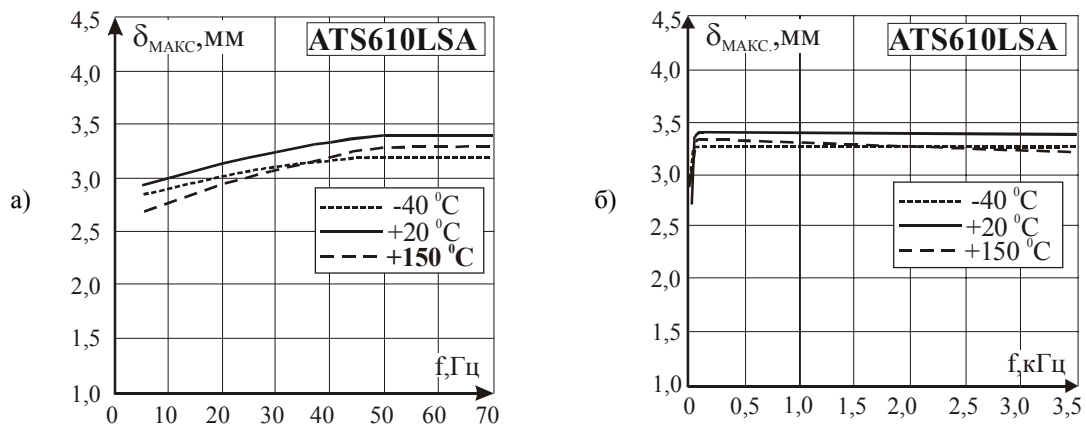 а)
4,5
4,0
3,5
3,0
2,5
2,0
1,5
1,0
δМАКС,мм
ATS610LSA
-40 ⁰C
+20 ⁰C
+150 ⁰C
f,Гц
0 10 20 30 40 50 60 70
б)
4,5
4,0
3,5
3,0
2,5
2,0
1,5
1,0
δМАКС.,мм
ATS610LSA
-40 ⁰C
+20 ⁰C
+150 ⁰C
f,кГц
0 0,5 1,0 1,5 2,0 2,5 3,0 3,5